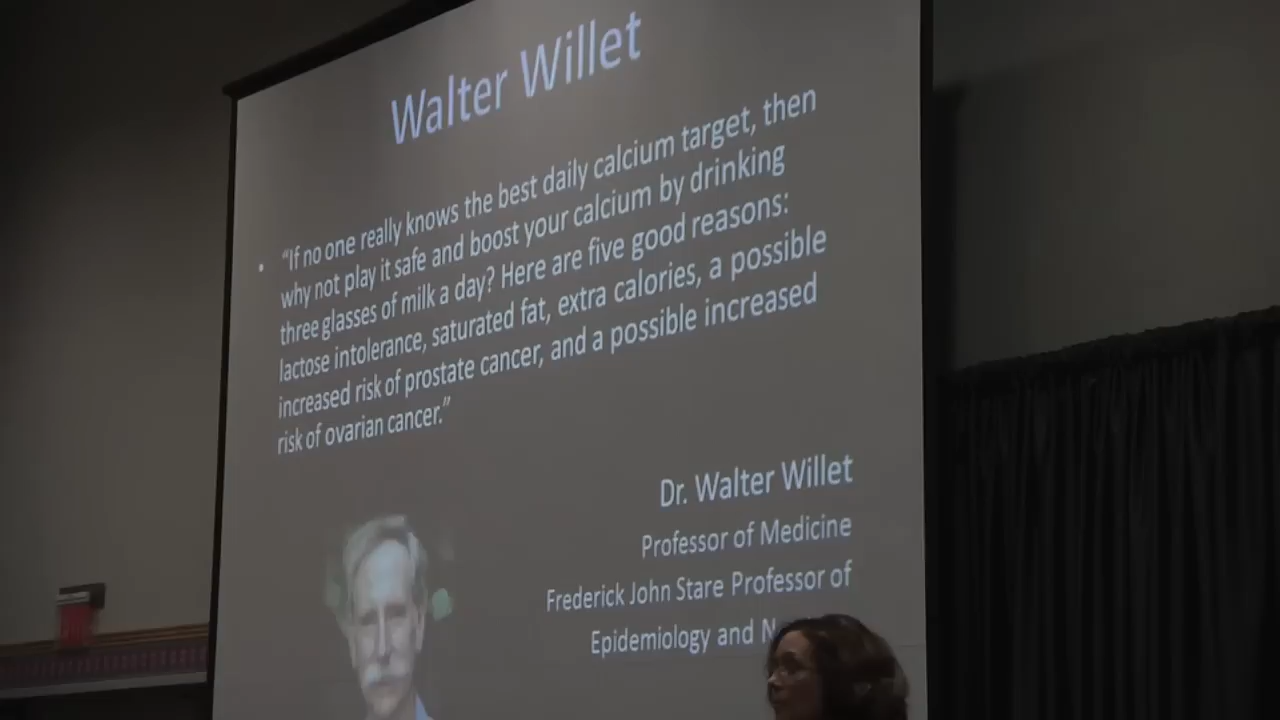 Walter Willet
• “If no one really knows the best daily calcium target, then
why not play it safe and boost your calcium by drinking
three glasses of milk a day? Here are five good reasons:
lactose intolerance, saturated fat, extra calories, a possible
increased risk of prostate cancer, and a possible increased
risk of ovarian cancer.”
Dr. Walter Willet
Professor of Medicine
Frederick John Stare Professor of
Epidemiology and